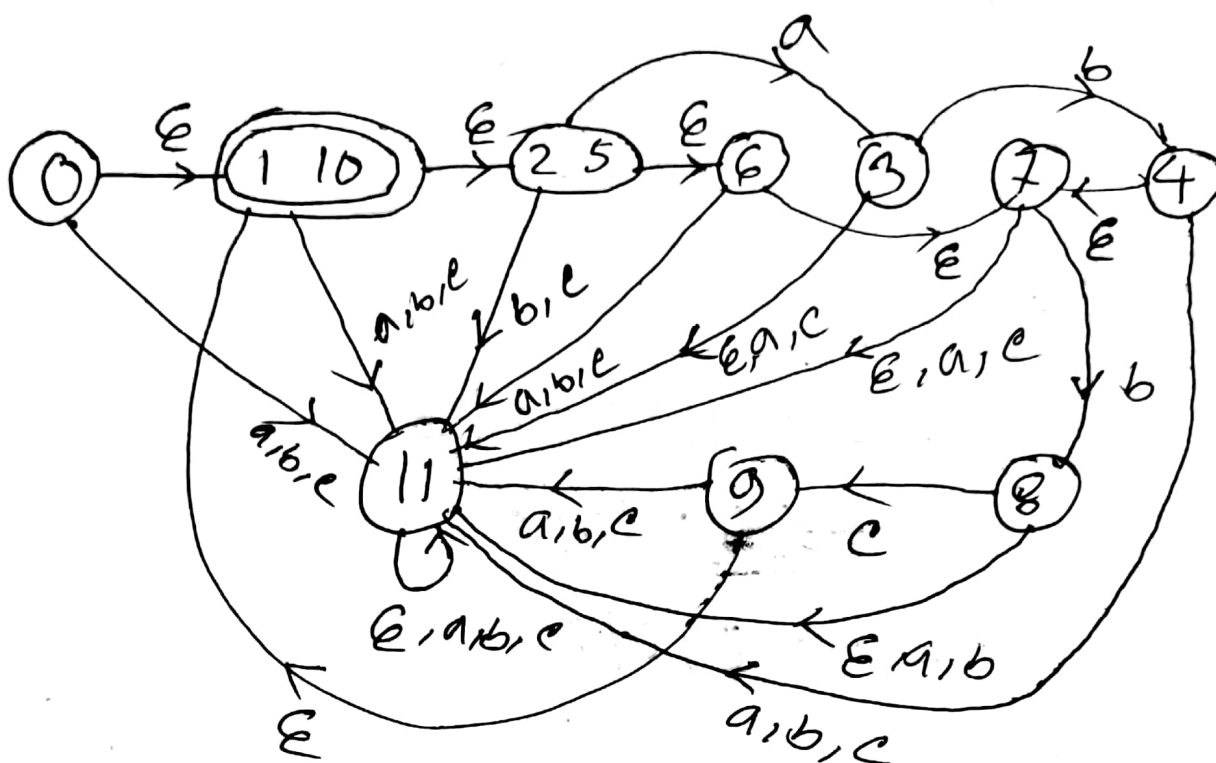 a
b
ε ε ε
0 1 10 2 5 6 3 7 4
ε ε
a,b,c b,c ε,a,c ε,a,c
a,b,c b
a,b,c
11 9 8
a,b,c c
ε,a,b,c ε,a,b
ε a,b,c